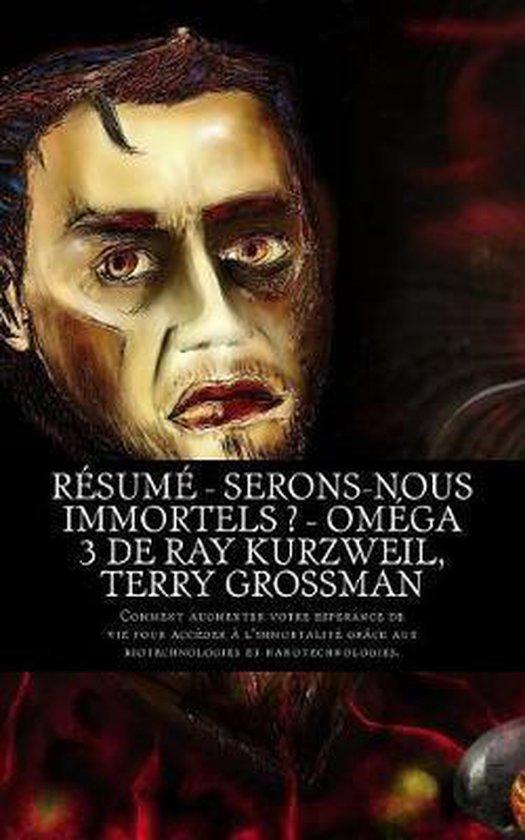 RÉSUMÉ - SERONS-NOUS
IMMORTELS ? - OMÉGA
3 DE RAY KURZWEIL,
TERRY GROSSMAN
Comment augmenter votre espérance de
vie pour accéder à l'immortalité grâce aux
biotechnologies et nanotechnologies.